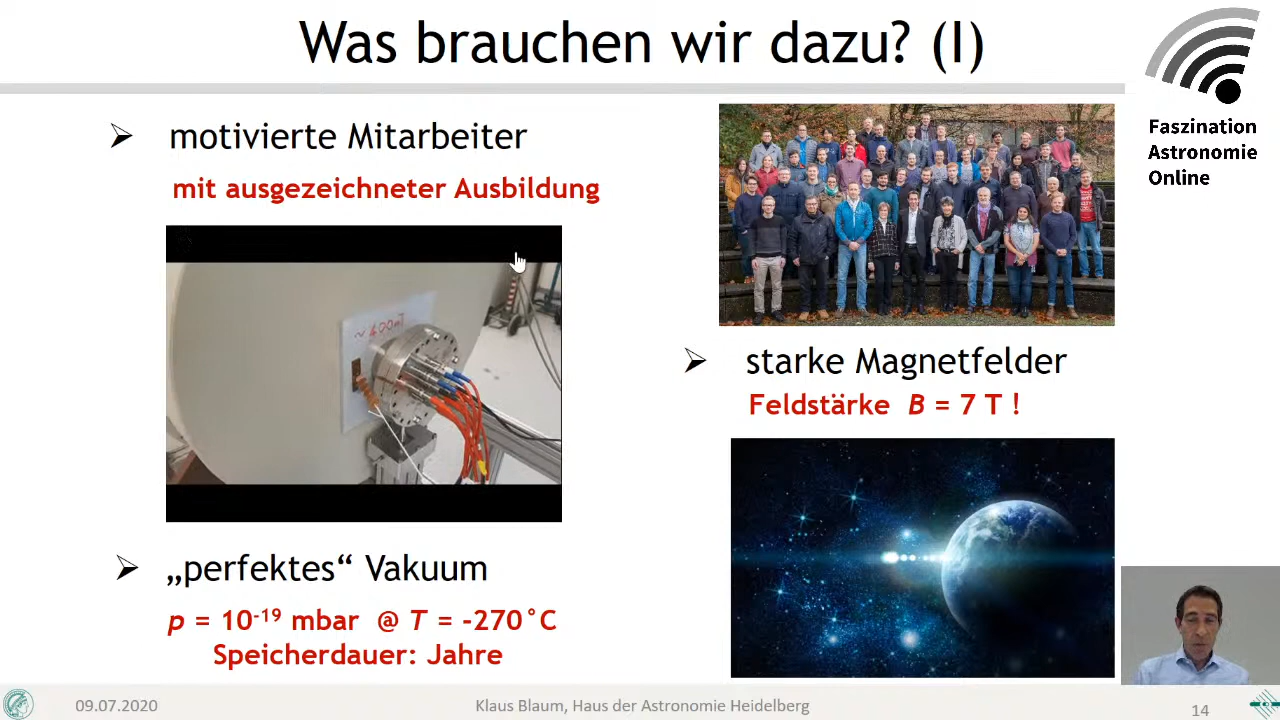 Was brauchen wir dazu? (I)
Faszination
Astronomie
Online
motivierte Mitarbeiter
mit ausgezeichneter Ausbildung
~400mT
starke Magnetfelder
Feldstärke B = 7 T !
„perfektes“ Vakuum
p = 10⁻¹⁹ mbar @ T = -270°C
Speicherdauer: Jahre
09.07.2020
Klaus Blaum, Haus der Astronomie Heidelberg
14